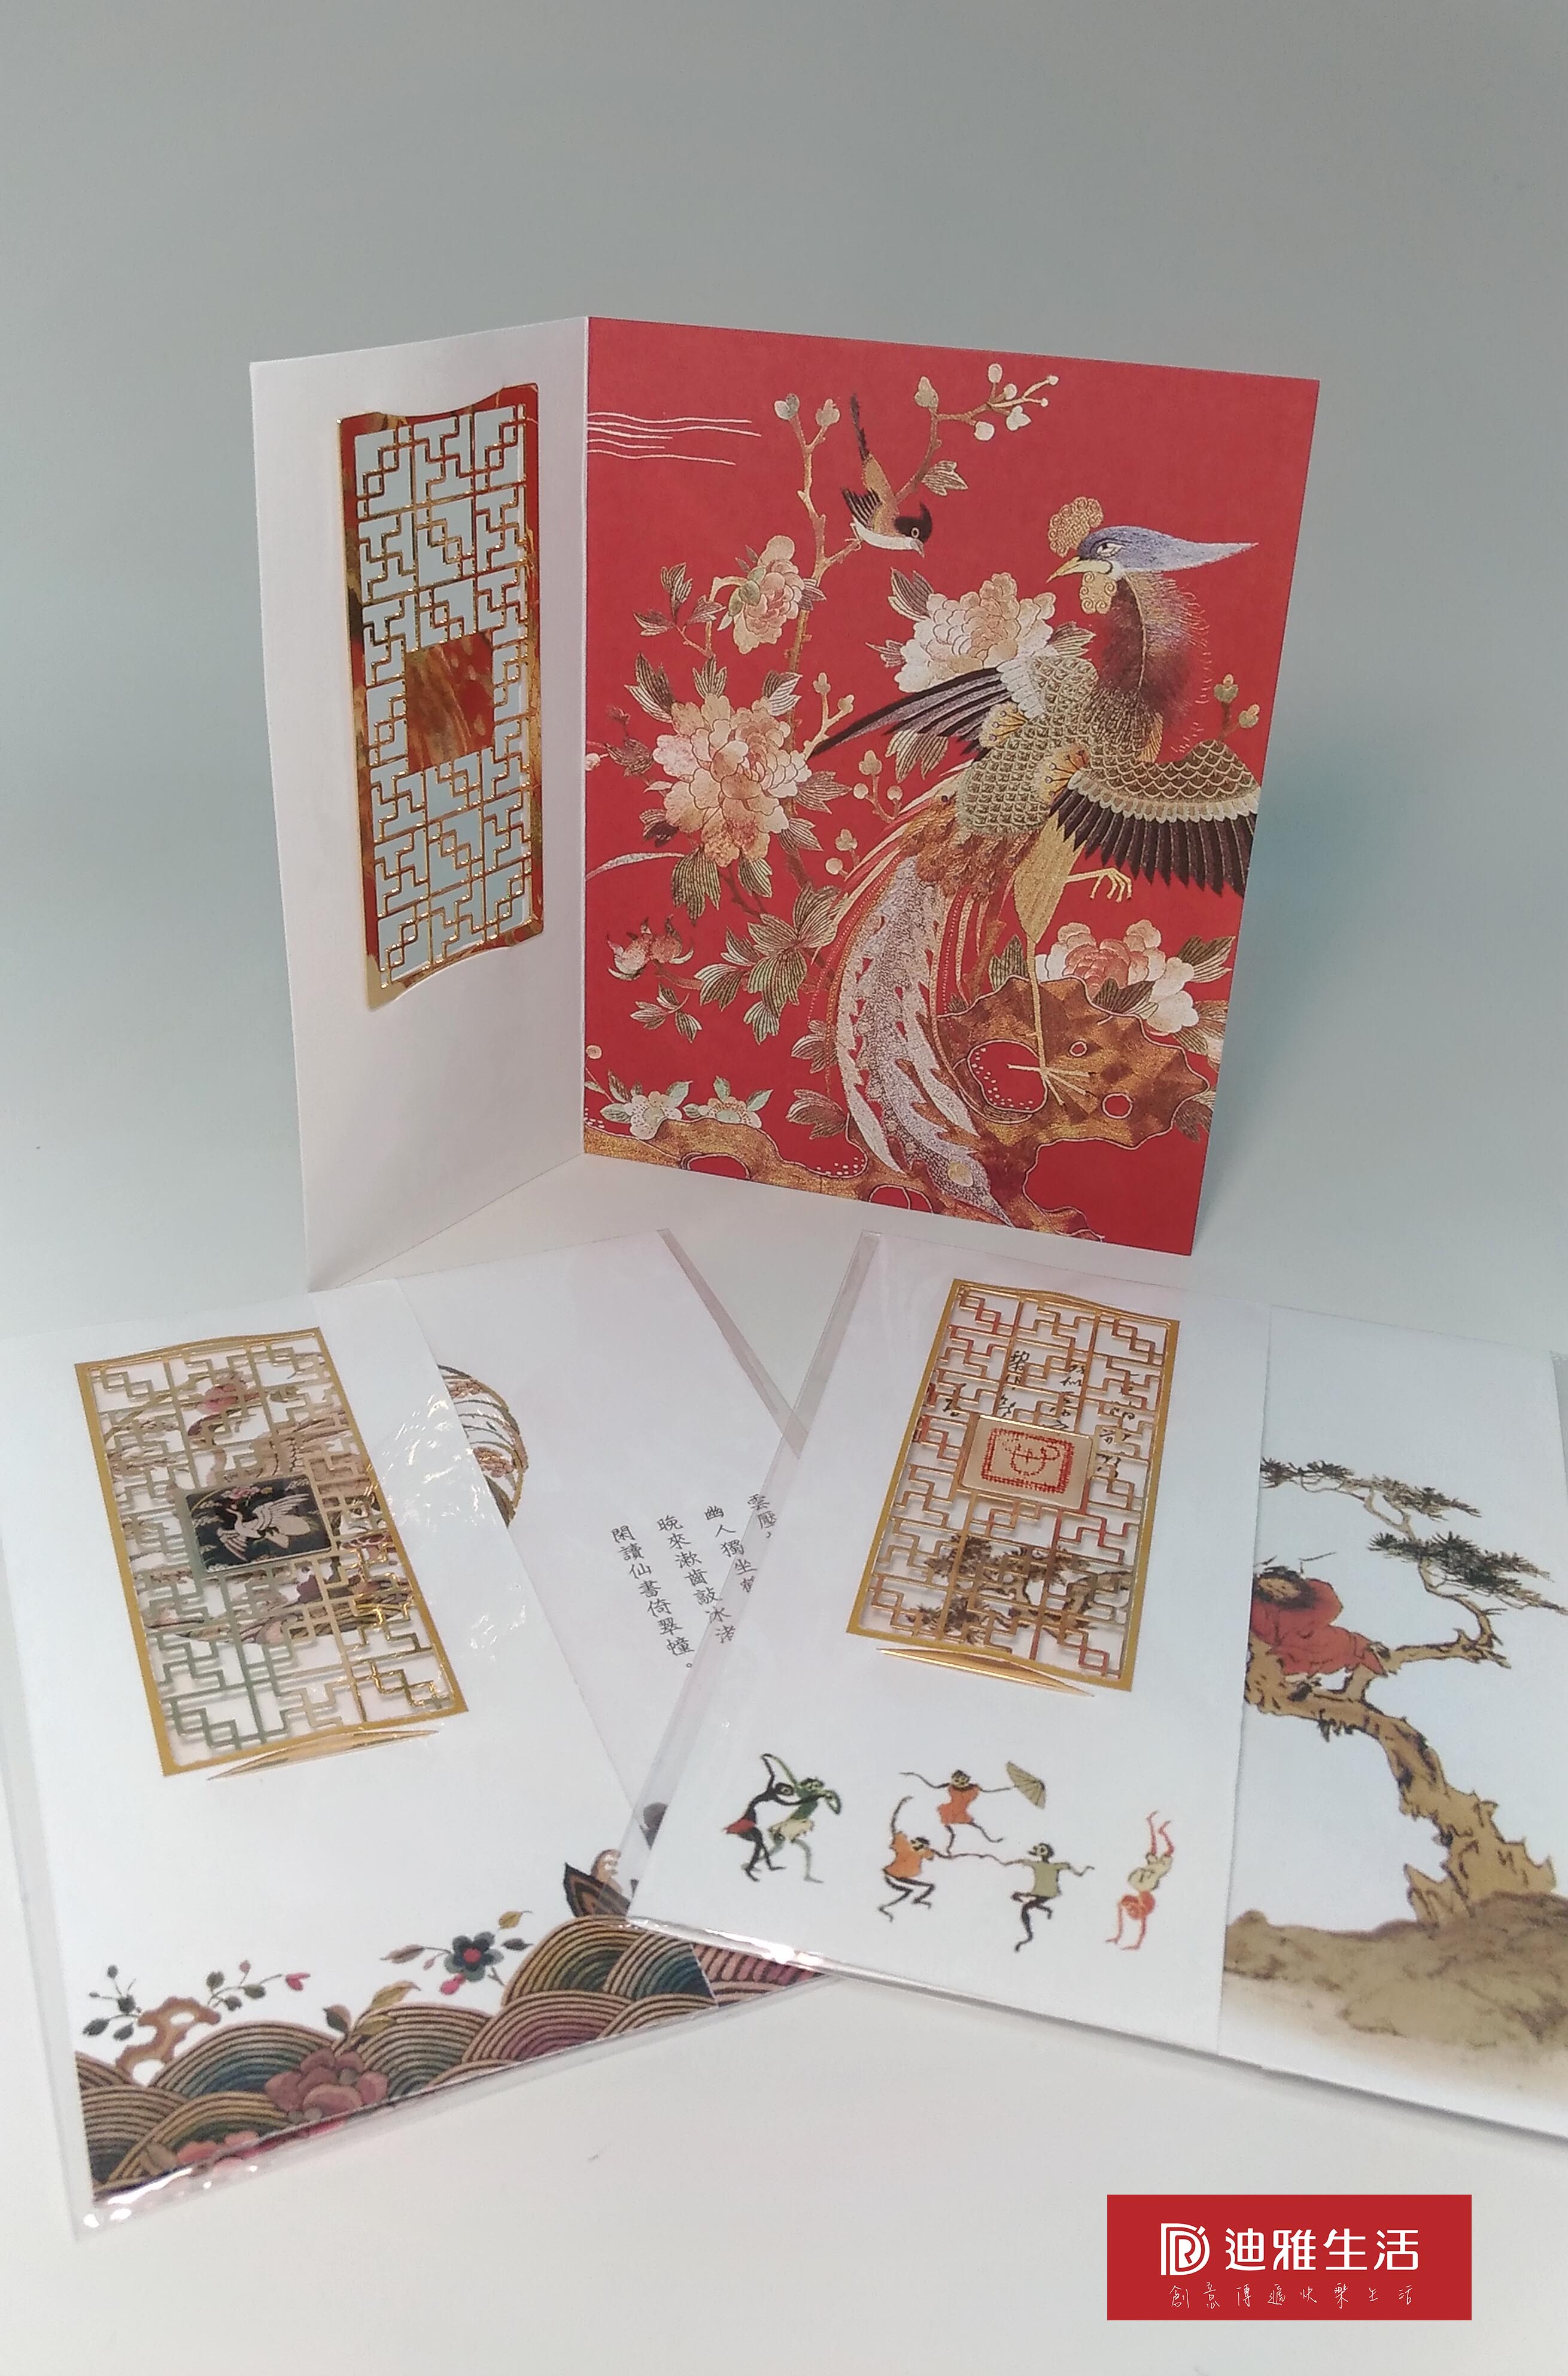 雲壓，
幽人獨坐
晚來漱齒敲冰渚
閑讀仙書倚翠幢。
迪雅生活
創意傳遞快樂生活